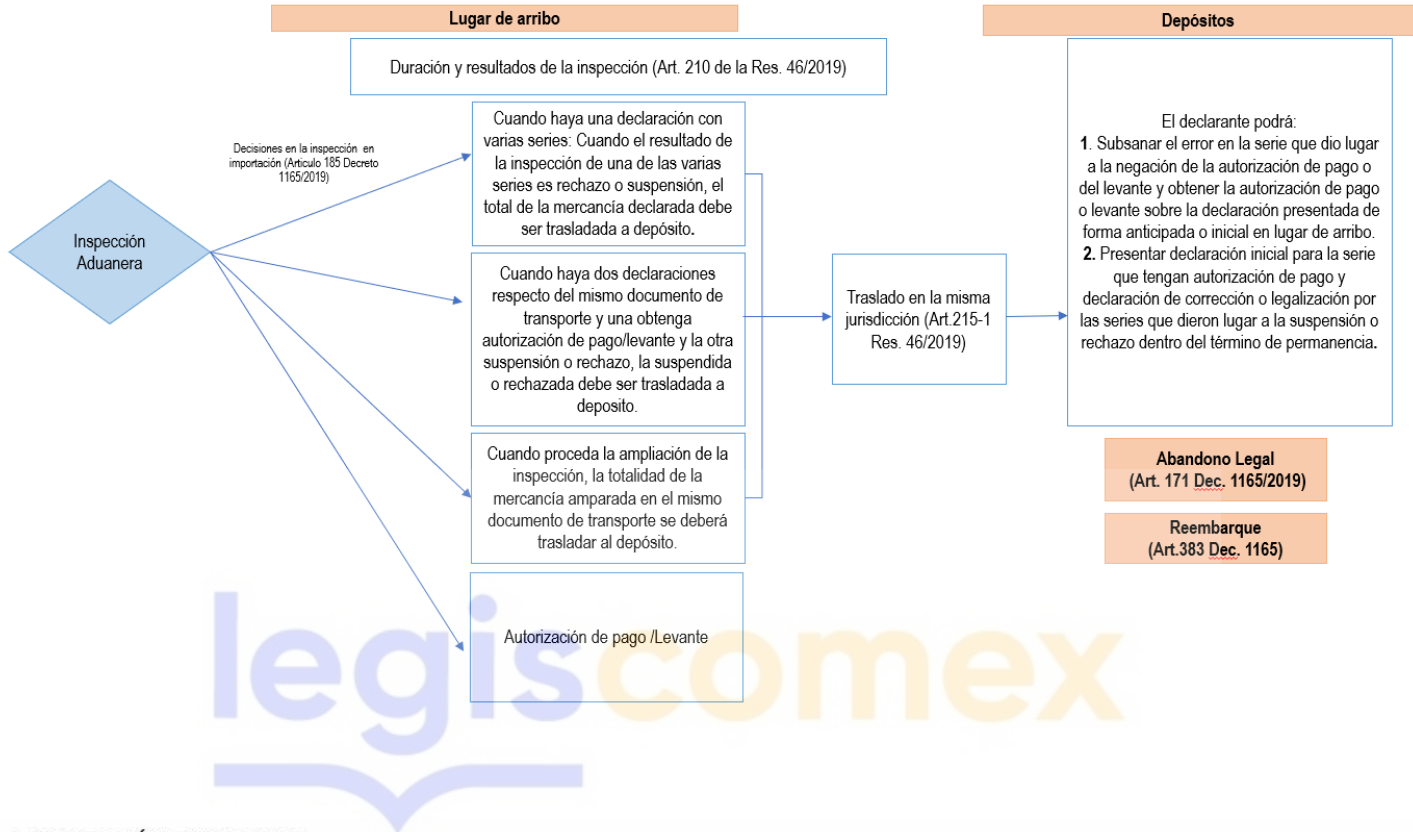 Lugar de arribo
Depósitos
Duración y resultados de la inspección (Art. 210 de la Res. 46/2019)
Decisiones en la inspección en
importación (Articulo 185 Decreto
1165/2019)
Inspección
Aduanera
Cuando haya una declaración con
varias series: Cuando el resultado de
la inspección de una de las varias
series es rechazo o suspensión, el
total de la mercancía declarada debe
ser trasladada a depósito.
Cuando haya dos declaraciones
respecto del mismo documento de
transporte y una obtenga
autorización de pago/levante y la otra
suspensión o rechazo, la suspendida
o rechazada debe ser trasladada a
deposito.
Cuando proceda la ampliación de la
inspección, la totalidad de la
mercancía amparada en el mismo
documento de transporte se deberá
trasladar al depósito.
Autorización de pago /Levante
Traslado en la misma
jurisdicción (Art.215-1
Res. 46/2019)
El declarante podrá:
1. Subsanar el error en la serie que dio lugar
a la negación de la autorización de pago o
del levante y obtener la autorización de pago
o levante sobre la declaración presentada de
forma anticipada o inicial en lugar de arribo.
2. Presentar declaración inicial para la serie
que tengan autorización de pago y
declaración de corrección o legalización por
las series que dieron lugar a la suspensión o
rechazo dentro del término de permanencia.
Abandono Legal
(Art. 171 Dec. 1165/2019)
Reembarque
(Art.383 Dec. 1165)
legiscomex